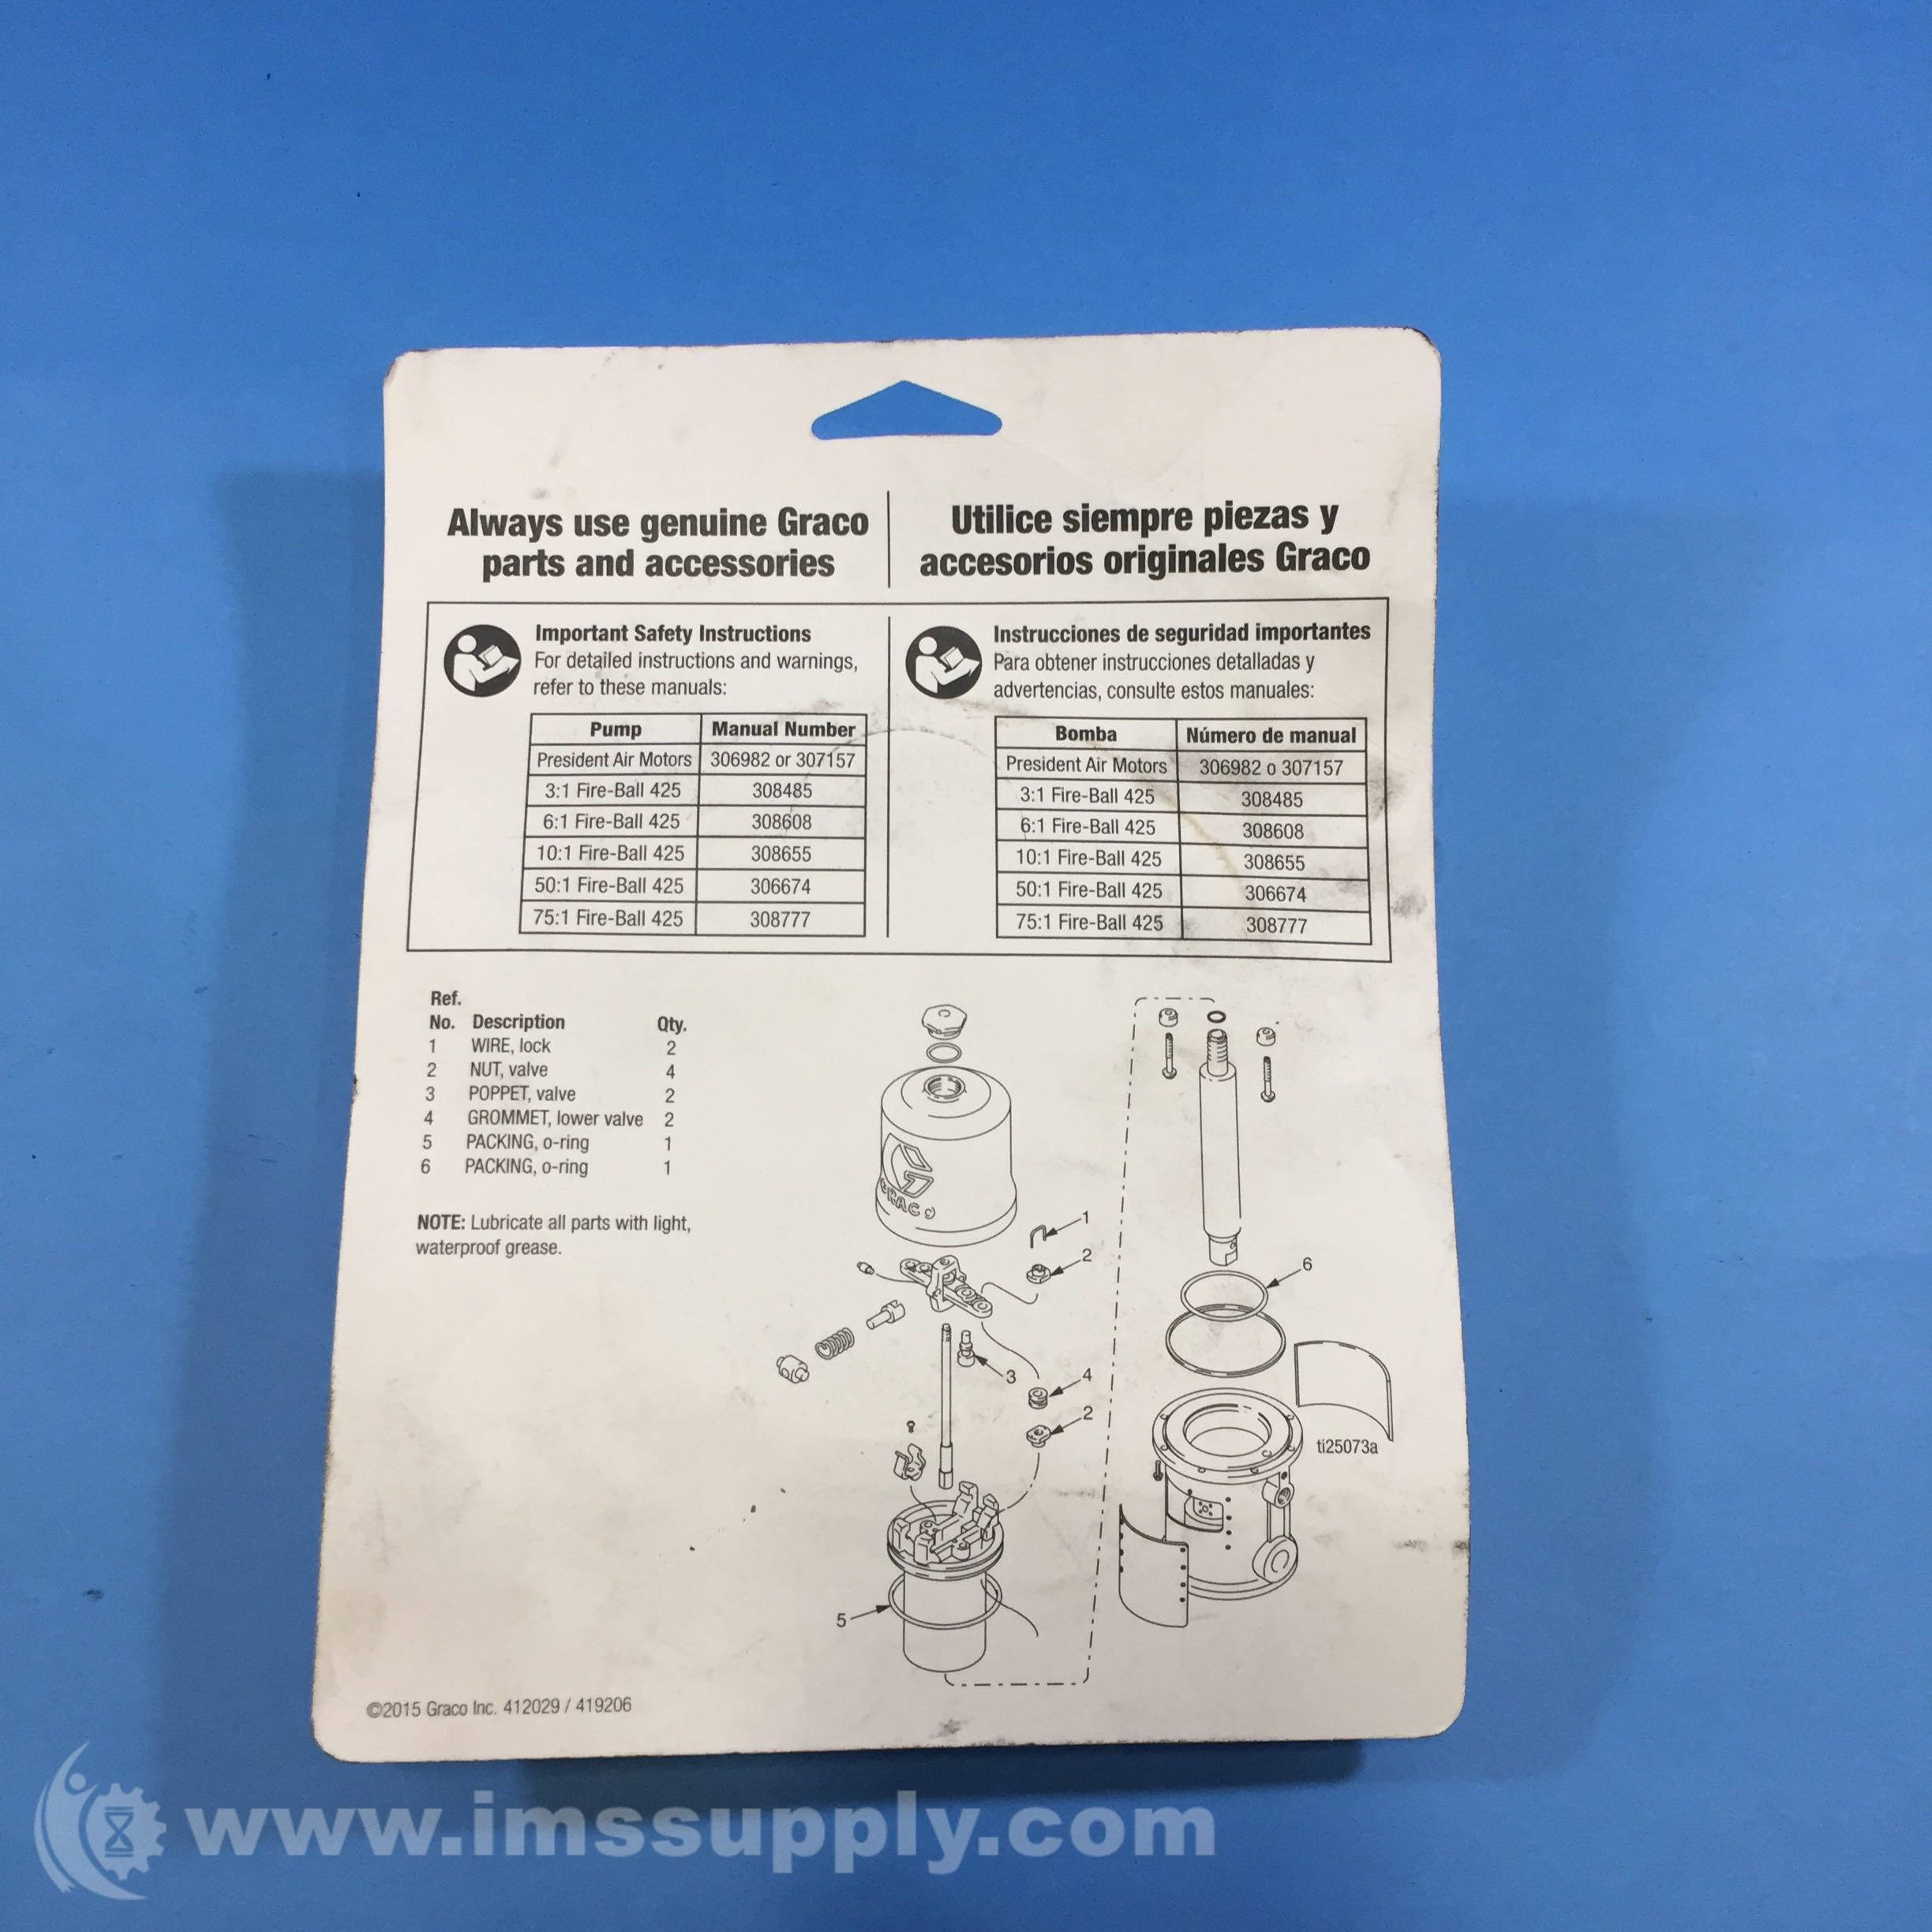 Always use genuine Graco
parts and accessories
Utilice siempre piezas y
accesorios originales Graco
Important Safety Instructions
For detailed instructions and warnings,
refer to these manuals:
Pump Manual Number
President Air Motors 306982 or 307157
3:1 Fire-Ball 425 308485
6:1 Fire-Ball 425 308608
10:1 Fire-Ball 425 308655
50:1 Fire-Ball 425 306674
75:1 Fire-Ball 425 308777
Instrucciones de seguridad importantes
Para obtener instrucciones detalladas y
advertencias, consulte estos manuales:
Bomba Número de manual
President Air Motors 306982 o 307157
3:1 Fire-Ball 425 308485
6:1 Fire-Ball 425 308608
10:1 Fire-Ball 425 308655
50:1 Fire-Ball 425 306674
75:1 Fire-Ball 425 308777
Ref.
No. Description Qty.
1 WIRE, lock 2
2 NUT, valve 4
3 POPPET, valve 2
4 GROMMET, lower valve 2
5 PACKING, o-ring 1
6 PACKING, o-ring 1
NOTE: Lubricate all parts with light,
waterproof grease.
GRACO
1
2
3
4
2
5
6
ti25073a
©2015 Graco Inc. 412029 / 419206
www.imssupply.com